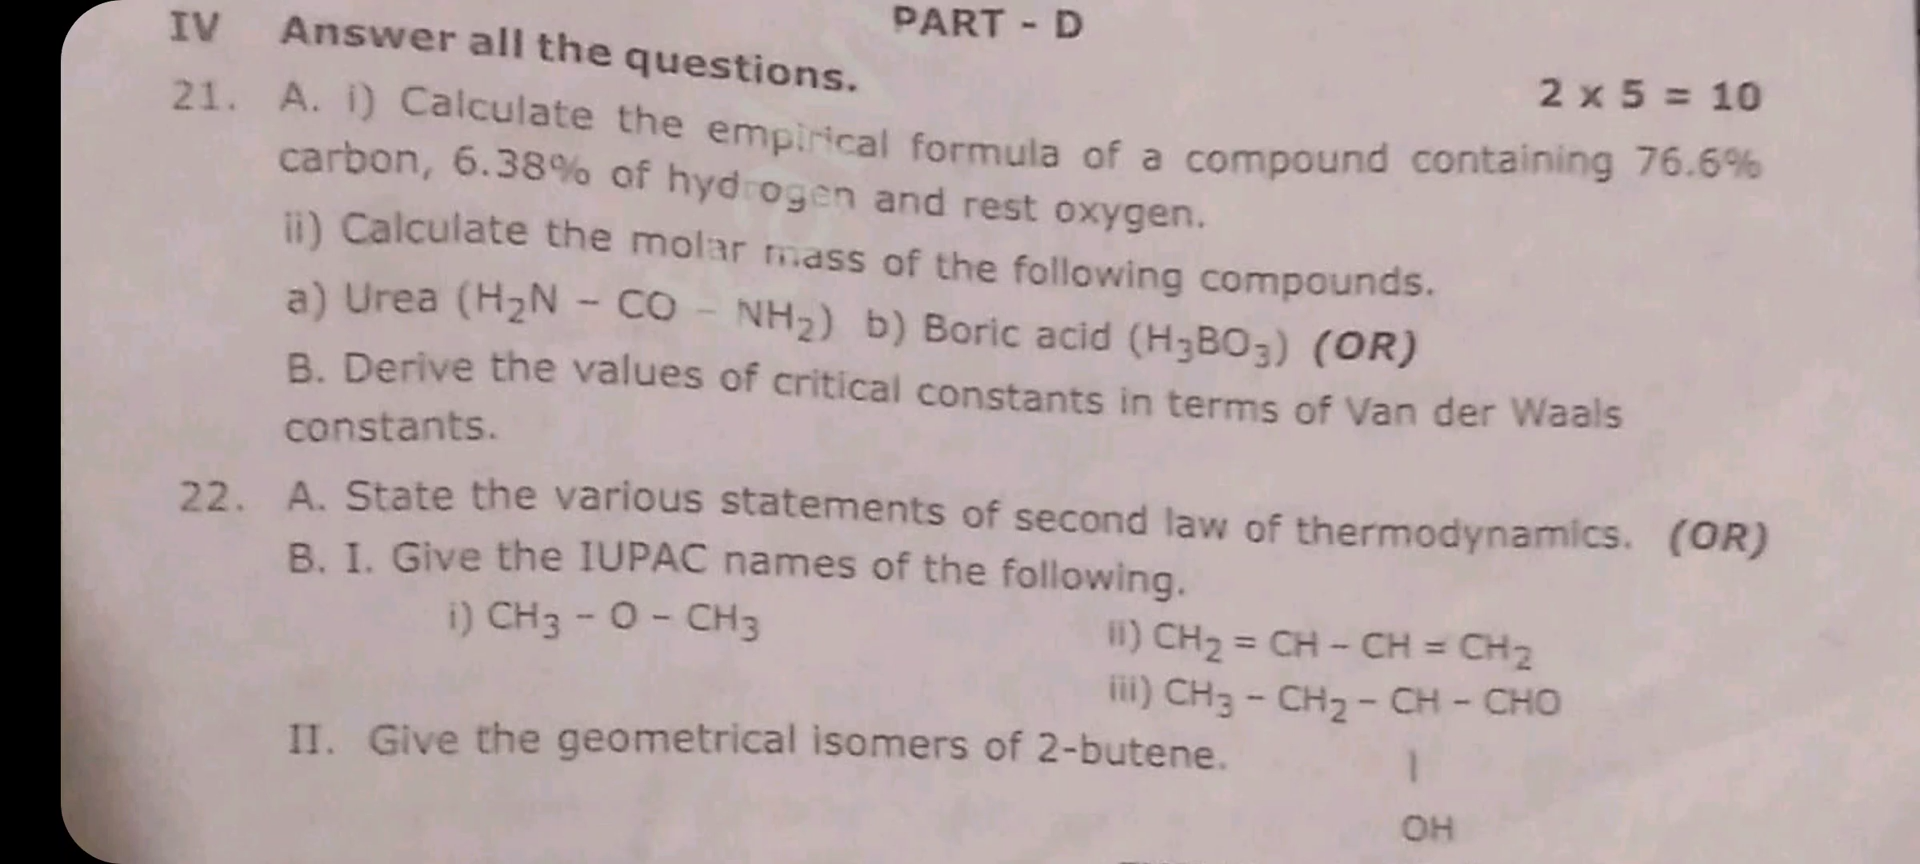 PART - D
IV Answer all the questions.
2 x 5 = 10
21. A. i) Calculate the empirical formula of a compound containing 76.6%
carbon, 6.38% of hydrogen and rest oxygen.
ii) Calculate the molar mass of the following compounds.
a) Urea (H₂N – CO – NH₂) b) Boric acid (H₃BO₃) (OR)
B. Derive the values of critical constants in terms of Van der Waals
constants.
22. A. State the various statements of second law of thermodynamics. (OR)
B. I. Give the IUPAC names of the following.
i) CH₃ – O – CH₃ ii) CH₂ = CH – CH = CH₂
iii) CH₃ – CH₂ – CH – CHO
II. Give the geometrical isomers of 2-butene.
|
OH